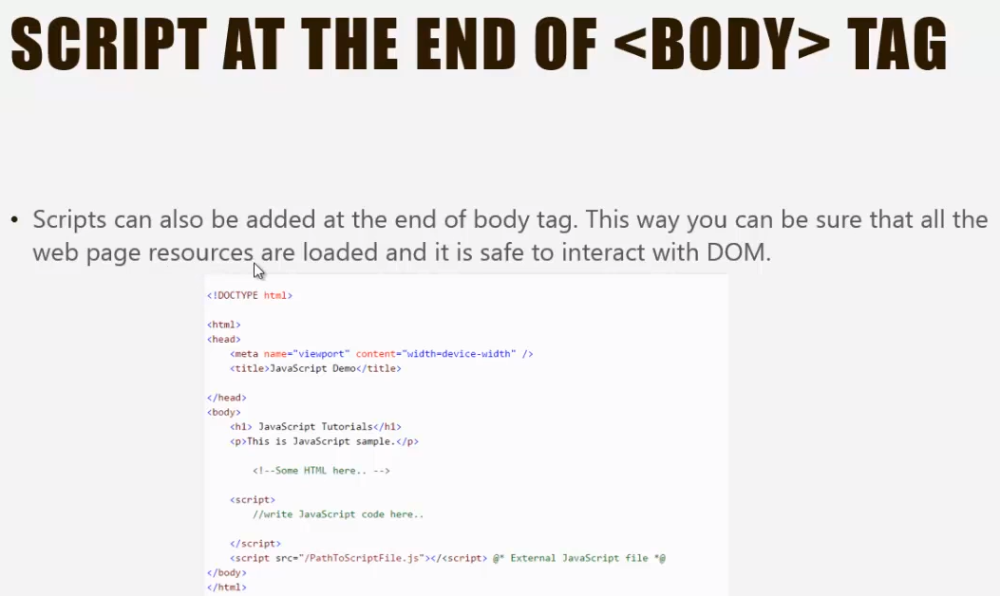 SCRIPT AT THE END OF <BODY> TAG
• Scripts can also be added at the end of body tag. This way you can be sure that all the
web page resources are loaded and it is safe to interact with DOM.
<!DOCTYPE html>
<html>
<head>
<meta name="viewport" content="width=device-width" />
<title>JavaScript Demo</title>
</head>
<body>
<h1> JavaScript Tutorials</h1>
<p>This is JavaScript sample.</p>
<!--Some HTML here.. -->
<script>
//write JavaScript code here..
</script>
<script src="/PathToScriptFile.js"></<script> @* External JavaScript file *@
</body>
</html>